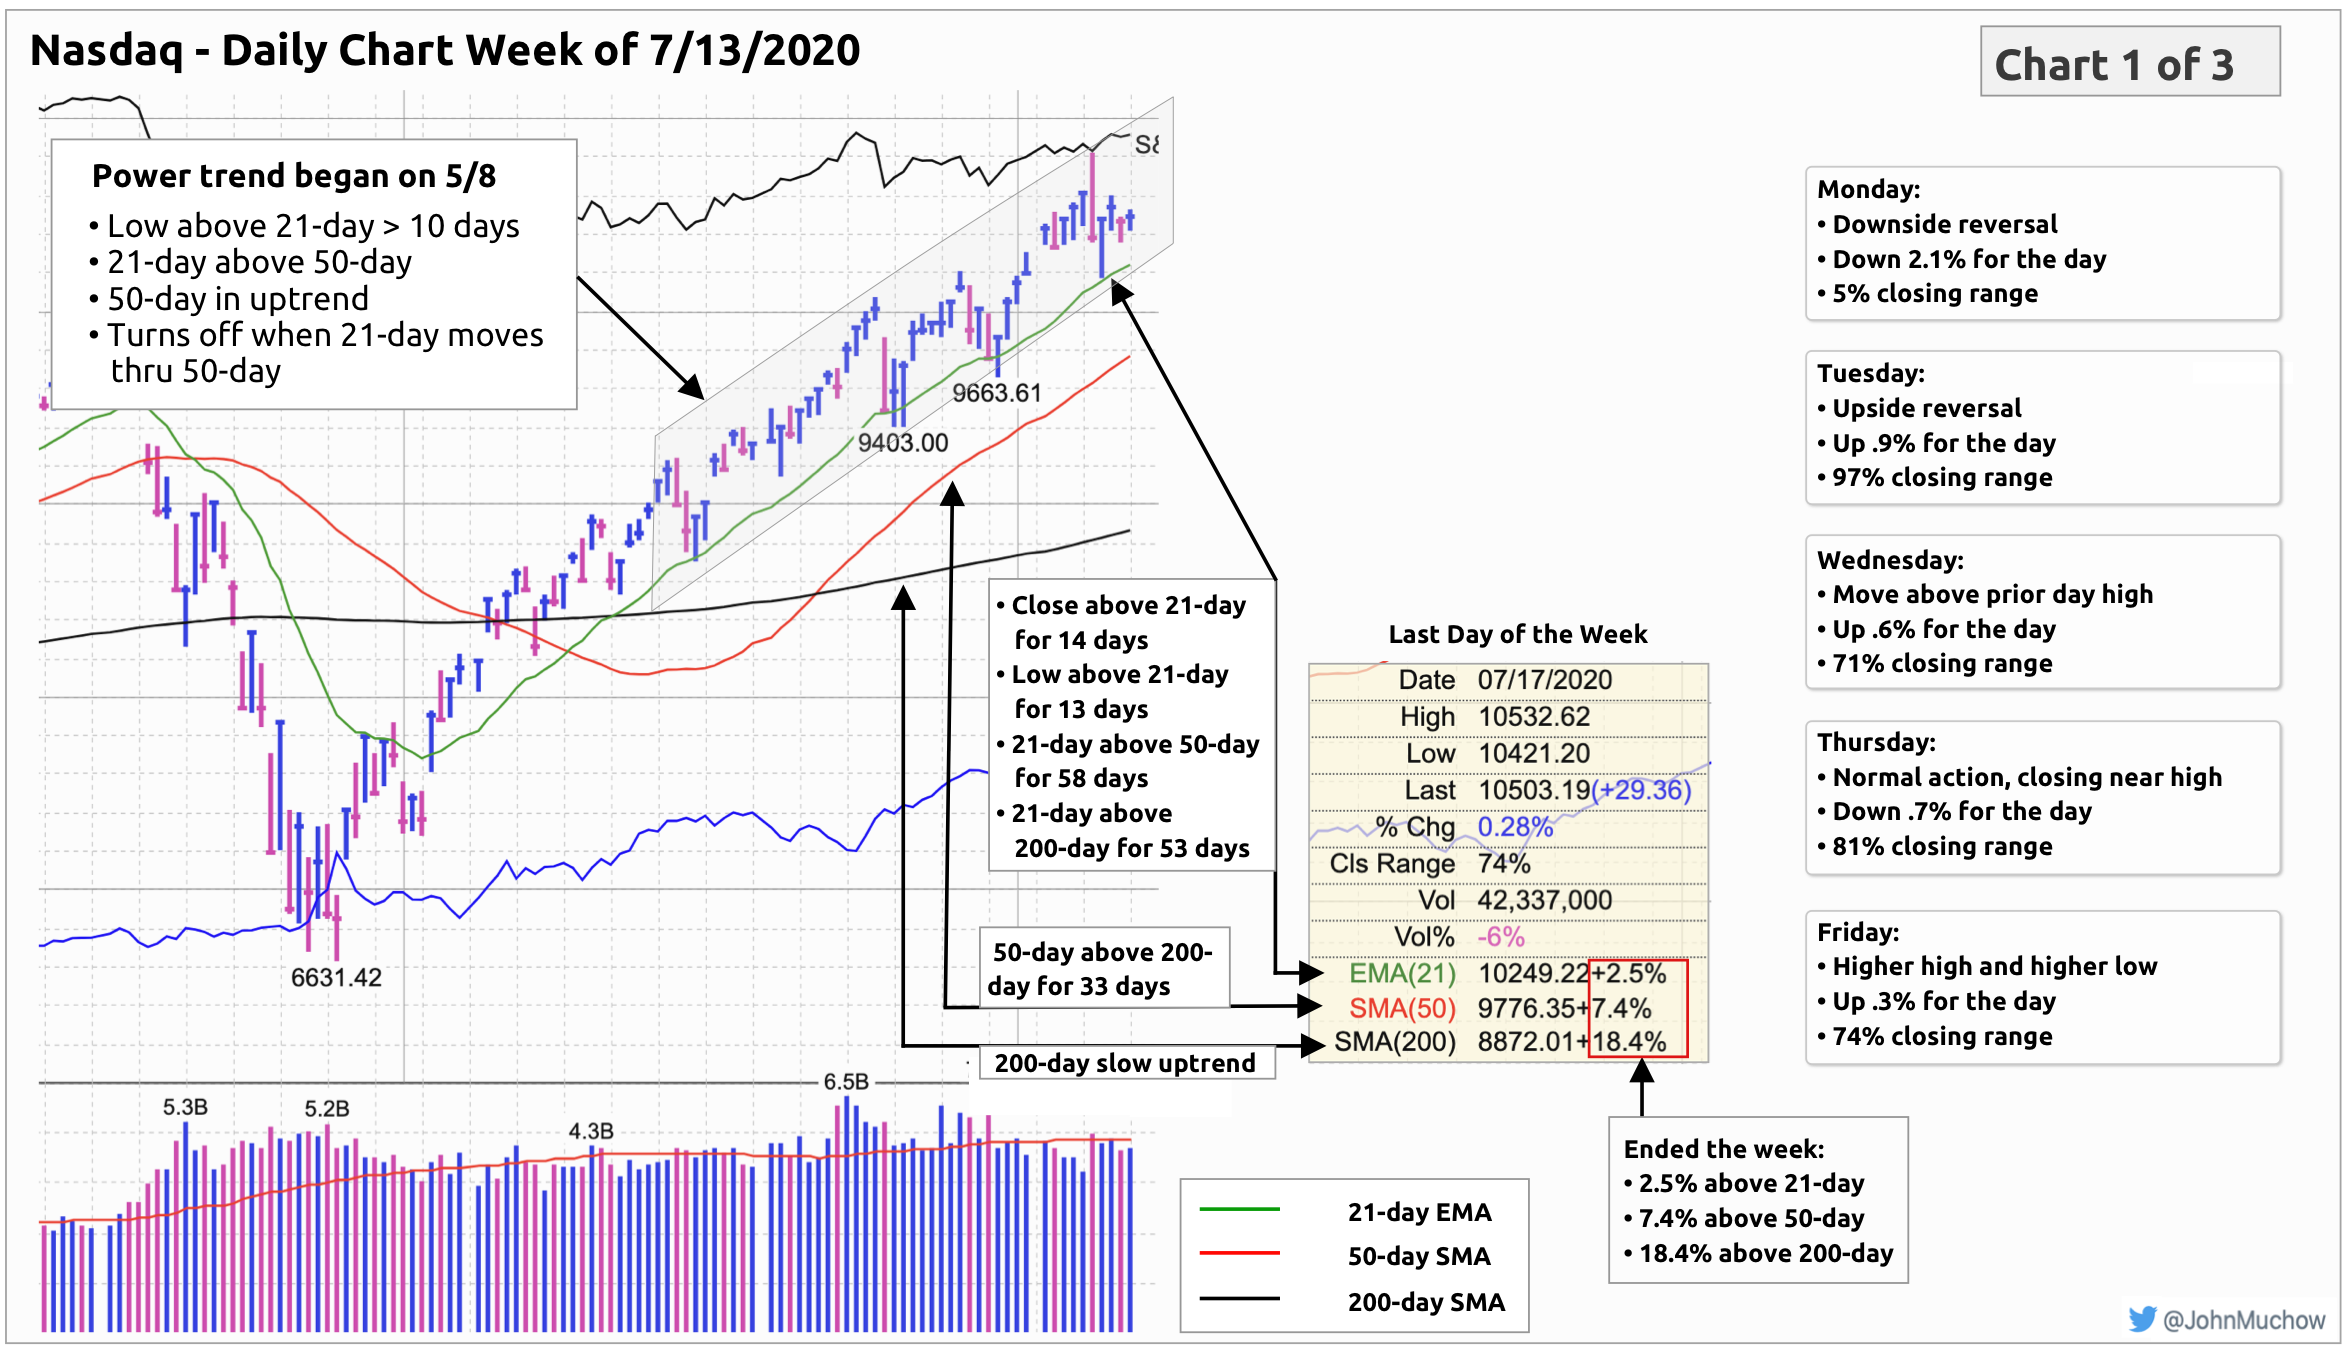 Nasdaq - Daily Chart Week of 7/13/2020
Chart 1 of 3
Power trend began on 5/8
• Low above 21-day > 10 days
• 21-day above 50-day
• 50-day in uptrend
• Turns off when 21-day moves
thru 50-day
S&
9663.61
9403.00
6631.42
• Close above 21-day
for 14 days
• Low above 21-day
for 13 days
• 21-day above 50-day
for 58 days
• 21-day above
200-day for 53 days
50-day above 200-
day for 33 days
200-day slow uptrend
Last Day of the Week
Date 07/17/2020
High 10532.62
Low 10421.20
Last 10503.19(+29.36)
% Chg 0.28%
Cls Range 74%
Vol 42,337,000
Vol% -6%
EMA(21) 10249.22+2.5%
SMA(50) 9776.35+7.4%
SMA(200) 8872.01+18.4%
Ended the week:
• 2.5% above 21-day
• 7.4% above 50-day
• 18.4% above 200-day
Monday:
• Downside reversal
• Down 2.1% for the day
• 5% closing range
Tuesday:
• Upside reversal
• Up .9% for the day
• 97% closing range
Wednesday:
• Move above prior day high
• Up .6% for the day
• 71% closing range
Thursday:
• Normal action, closing near high
• Down .7% for the day
• 81% closing range
Friday:
• Higher high and higher low
• Up .3% for the day
• 74% closing range
6.5B
5.3B
5.2B
4.3B
21-day EMA
50-day SMA
200-day SMA
@JohnMuchow